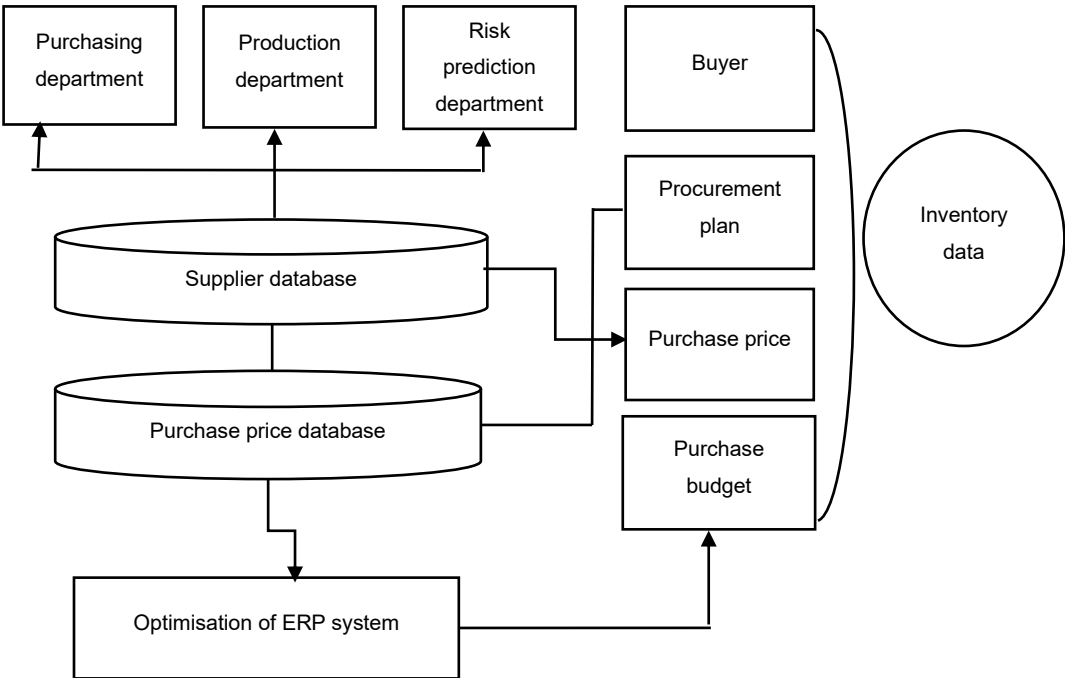 Purchasing
department
Production
department
Risk
prediction
department
Buyer
Procurement
plan
Inventory
data
Supplier database
Purchase price
Purchase price database
Purchase
budget
Optimisation of ERP system